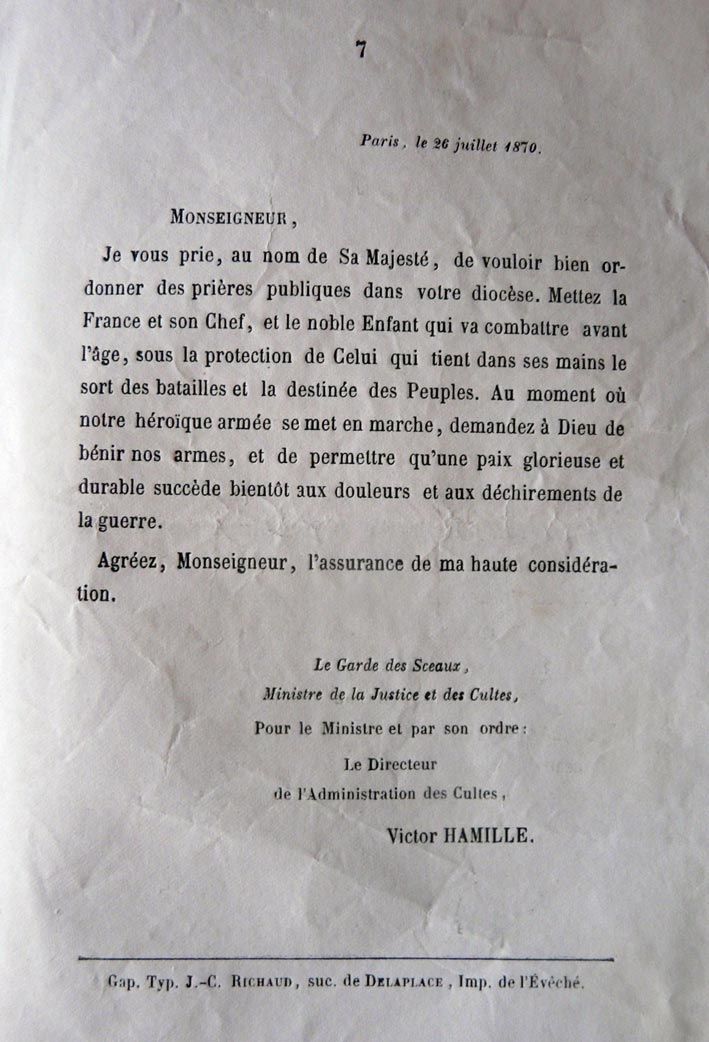 7
Paris, le 26 juillet 1870.
MONSEIGNEUR,
Je vous prie, au nom de Sa Majesté, de vouloir bien or-
donner des prières publiques dans votre diocèse. Mettez la
France et son Chef, et le noble Enfant qui va combattre avant
l'âge, sous la protection de Celui qui tient dans ses mains le
sort des batailles et la destinée des Peuples. Au moment où
notre héroïque armée se met en marche, demandez à Dieu de
bénir nos armes, et de permettre qu'une paix glorieuse et
durable succède bientôt aux douleurs et aux déchirements de
la guerre.
Agréez, Monseigneur, l'assurance de ma haute considéra-
tion.
Le Garde des Sceaux,
Ministre de la Justice et des Cultes,
Pour le Ministre et par son ordre:
Le Directeur
de l'Administration des Cultes,
Victor HAMILLE.
Gap. Typ. J.-C. RICHAUD, suc. de DELAPLACE, Imp. de l'Évêché.